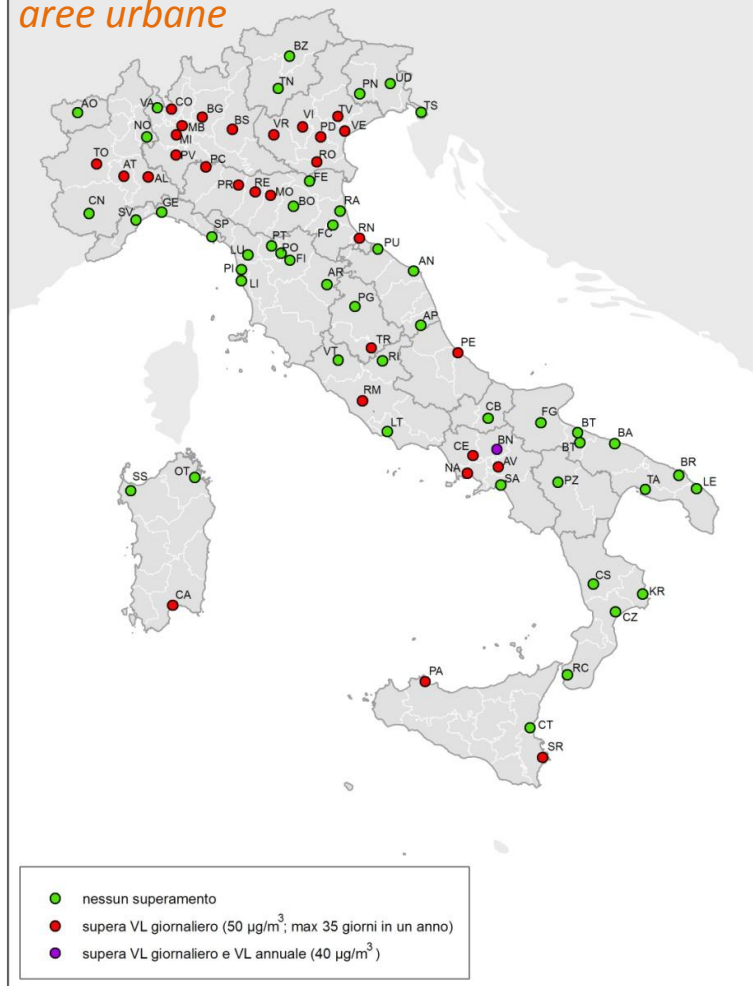 aree urbane
BZ
TN
PN
UD
TS
AO
VA
CO
BG
BS
VI
TV
NO
MB
MI
VR
PD
VE
TO
PV
PC
RO
AT
AL
PR
RE
MO
FE
CN
SV
GE
BO
RA
SP
FC
RN
PT
PO
LU
FI
PU
PI
LI
AR
AN
PG
AP
TR
VT
RI
PE
RM
CB
FG
LT
BT
BA
CE
BN
BT
NA
AV
SA
PZ
BR
TA
LE
SS
OT
CS
KR
CZ
CA
PA
RC
CT
SR
nessun superamento
supera VL giornaliero (50 µg/m³; max 35 giorni in un anno)
supera VL giornaliero e VL annuale (40 µg/m³ )